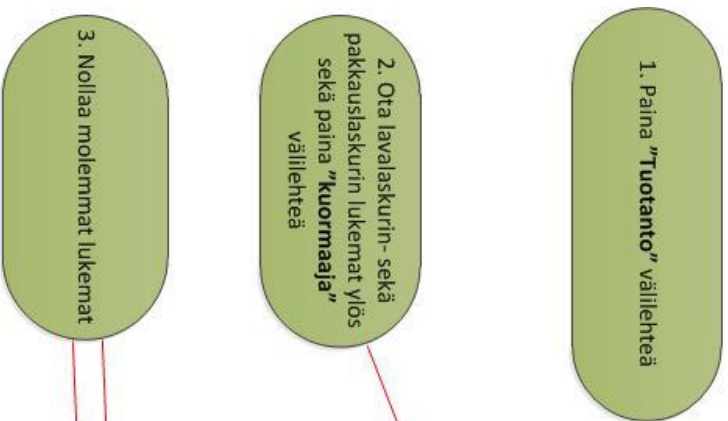 1. Paina "Tuotanto" välilehteä
2. Ota lavalaskurin- sekä
pakkauslaskurin lukemat ylös
sekä paina "kuormaaja"
välilehteä
3. Nollaa molemmat lukemat